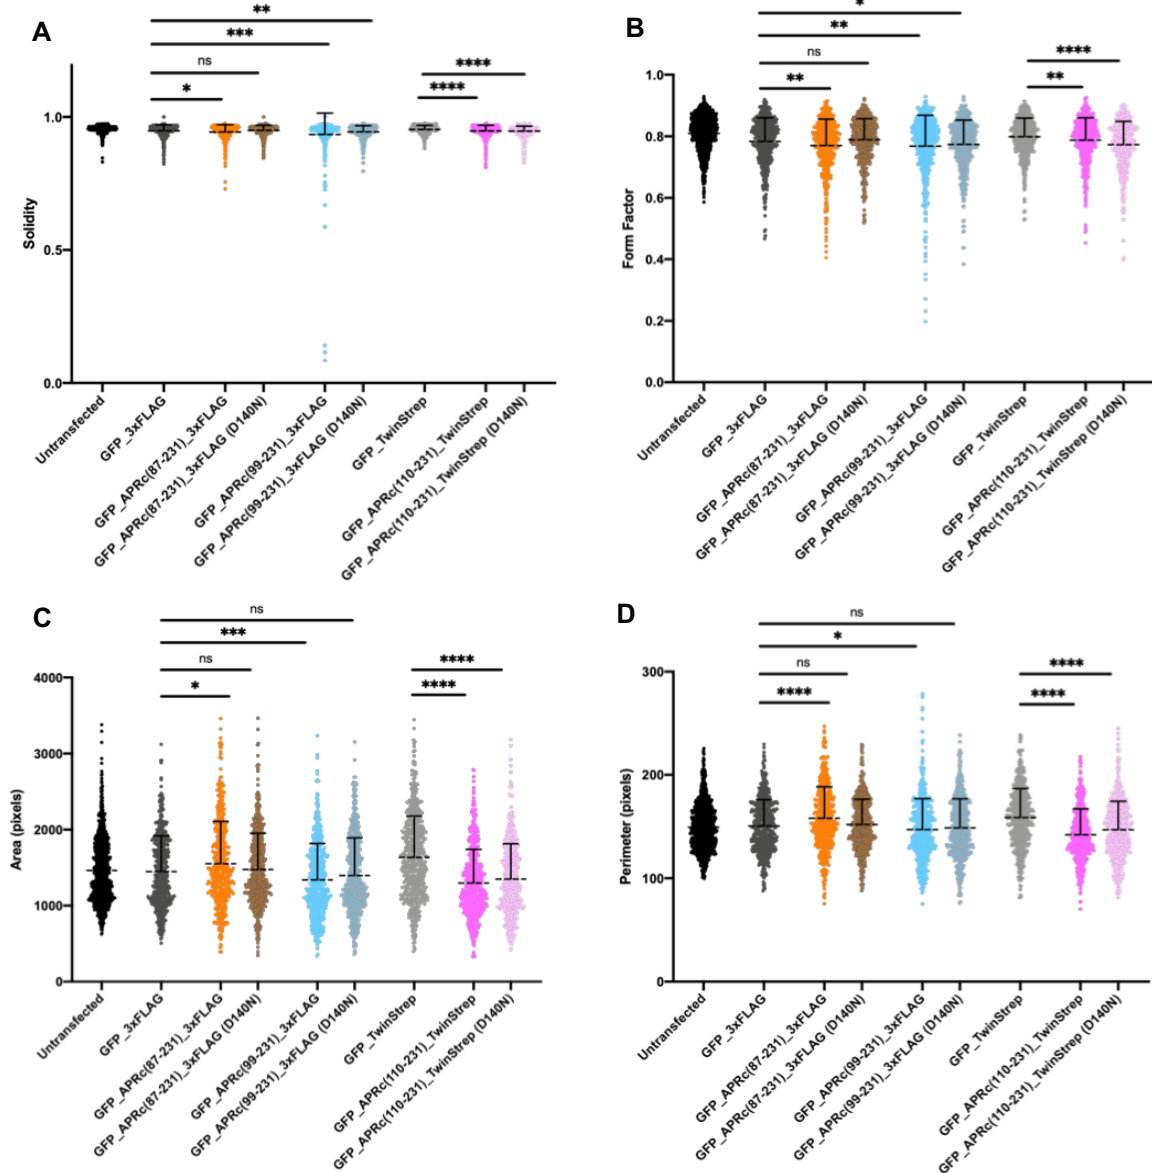 A
**
***
ns
****
*
****
1.0
Solidity
0.5
0.0
Untransfected
GFP_3xFLAG
GFP_APRc(87-231)_3xFLAG
GFP_APRc(87-231)_3xFLAG (D140N)
GFP_APRc(99-231)_3xFLAG
GFP_APRc(99-231)_3xFLAG (D140N)
GFP_TwinStrep
GFP_APRc(110-231)_TwinStrep
GFP_APRc(110-231)_TwinStrep (D140N)
B
*
**
ns
****
**
**
1.0
0.8
Form Factor
0.6
0.4
0.2
0.0
Untransfected
GFP_3xFLAG
GFP_APRc(87-231)_3xFLAG
GFP_APRc(87-231)_3xFLAG (D140N)
GFP_APRc(99-231)_3xFLAG
GFP_APRc(99-231)_3xFLAG (D140N)
GFP_TwinStrep
GFP_APRc(110-231)_TwinStrep
GFP_APRc(110-231)_TwinStrep (D140N)
C
ns
***
ns
****
*
****
4000
3000
Area (pixels)
2000
1000
0
Untransfected
GFP_3xFLAG
GFP_APRc(87-231)_3xFLAG
GFP_APRc(87-231)_3xFLAG (D140N)
GFP_APRc(99-231)_3xFLAG
GFP_APRc(99-231)_3xFLAG (D140N)
GFP_TwinStrep
GFP_APRc(110-231)_TwinStrep
GFP_APRc(110-231)_TwinStrep (D140N)
D
ns
*
ns
****
****
****
300
200
Perimeter (pixels)
100
0
Untransfected
GFP_3xFLAG
GFP_APRc(87-231)_3xFLAG
GFP_APRc(87-231)_3xFLAG (D140N)
GFP_APRc(99-231)_3xFLAG
GFP_APRc(99-231)_3xFLAG (D140N)
GFP_TwinStrep
GFP_APRc(110-231)_TwinStrep
GFP_APRc(110-231)_TwinStrep (D140N)